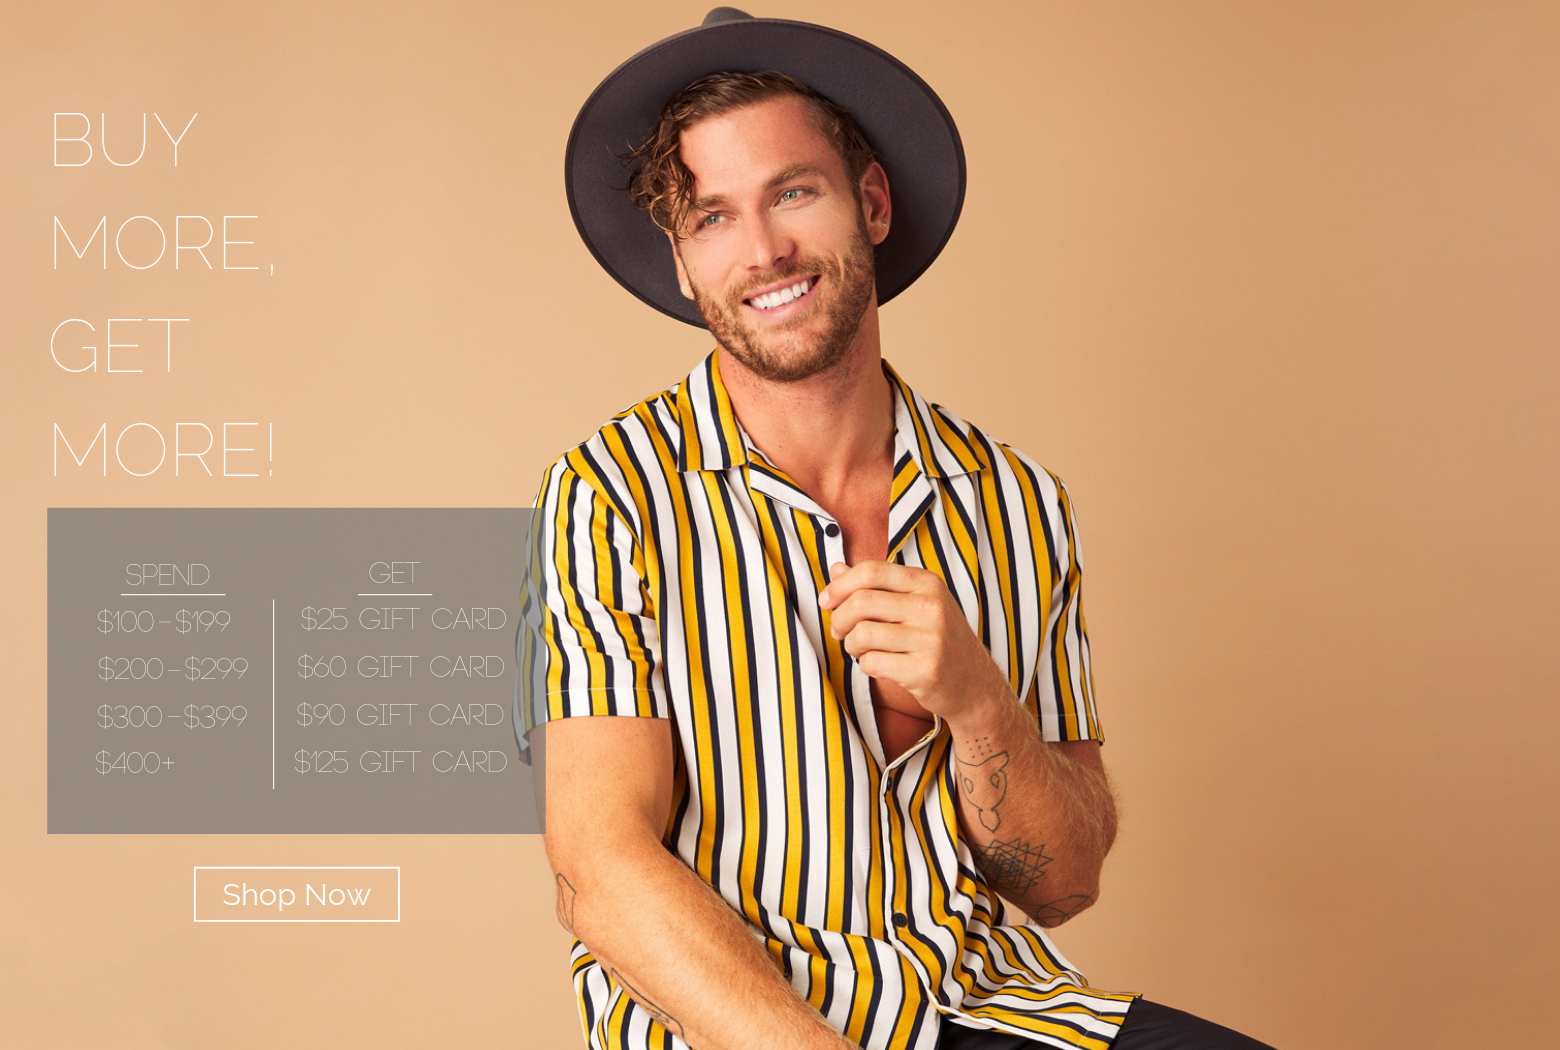 BUY
MORE,
GET
MORE!
SPEND GET
$100-$199 $25 GIFT CARD
$200-$299 $60 GIFT CARD
$300-$399 $90 GIFT CARD
$400+ $125 GIFT CARD
Shop Now